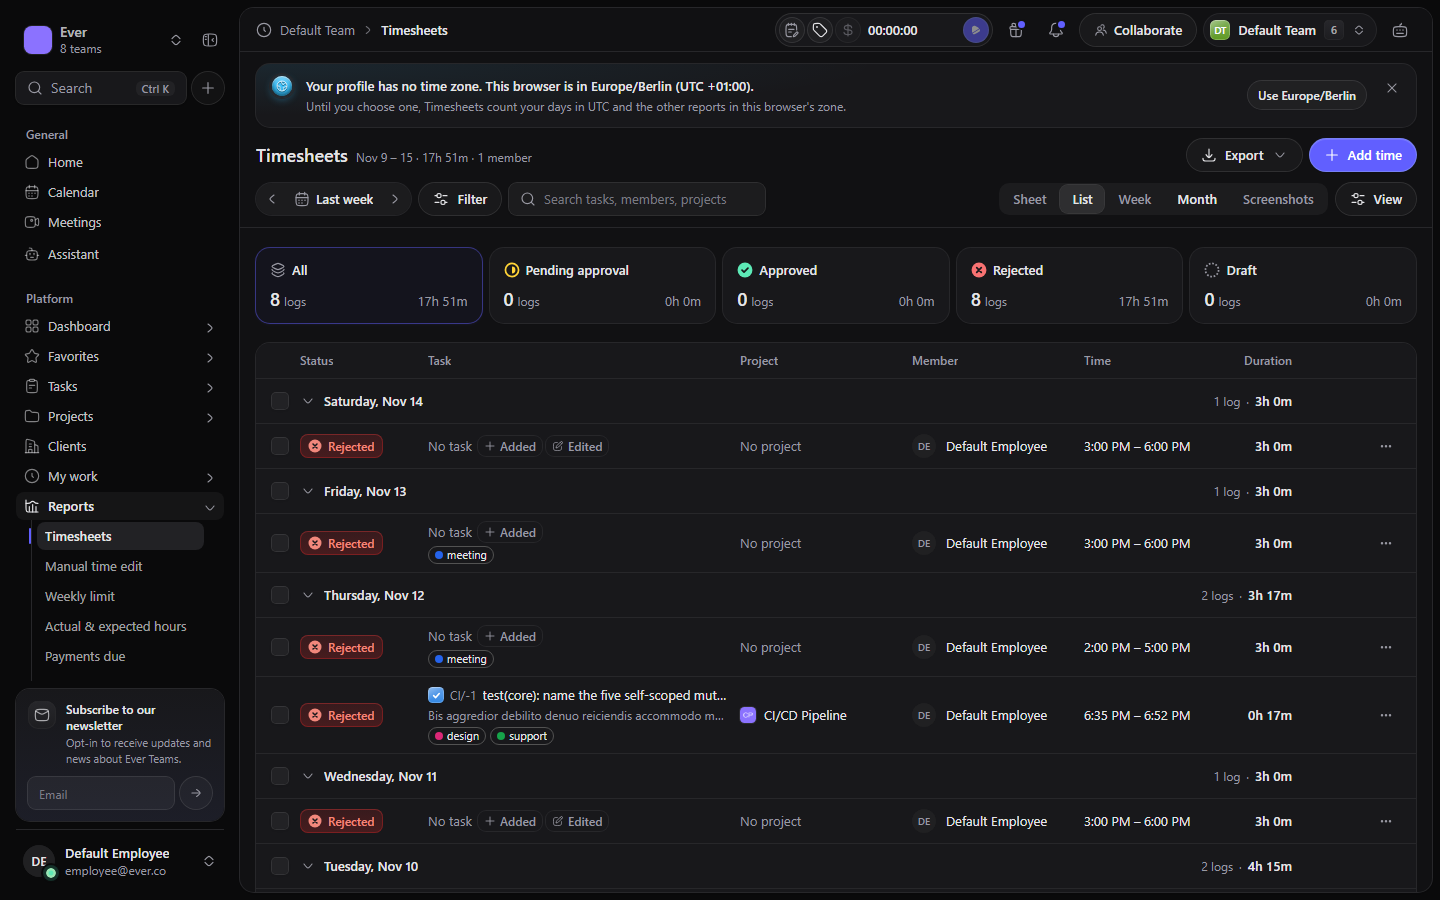 Ever
8 teams
Search Ctrl K
General
Home
Calendar
Meetings
Assistant
Platform
Dashboard
Favorites
Tasks
Projects
Clients
My work
Reports
Timesheets
Manual time edit
Weekly limit
Actual & expected hours
Payments due
Subscribe to our
newsletter
Opt-in to receive updates and
news about Ever Teams.
Email
DE Default Employee
employee@ever.co
Default Team Timesheets
00:00:00
Collaborate
DT Default Team 6
Your profile has no time zone. This browser is in Europe/Berlin (UTC +01:00).
Until you choose one, Timesheets count your days in UTC and the other reports in this browser's zone.
Use Europe/Berlin
Timesheets Nov 9 – 15 · 17h 51m · 1 member
Export
Add time
Last week
Filter
Search tasks, members, projects
Sheet List Week Month Screenshots
View
All
8 logs 17h 51m
Pending approval
0 logs 0h 0m
Approved
0 logs 0h 0m
Rejected
8 logs 17h 51m
Draft
0 logs 0h 0m
Status Task Project Member Time Duration
Saturday, Nov 14 1 log · 3h 0m
Rejected No task + Added Edited No project DE Default Employee 3:00 PM – 6:00 PM 3h 0m
Friday, Nov 13 1 log · 3h 0m
Rejected No task + Added No project DE Default Employee 3:00 PM – 6:00 PM 3h 0m
meeting
Thursday, Nov 12 2 logs · 3h 17m
Rejected No task + Added No project DE Default Employee 2:00 PM – 5:00 PM 3h 0m
meeting
CI/-1 test(core): name the five self-scoped mut...
Rejected Bis aggredior debilito denuo reiciendis accommodo m... CP CI/CD Pipeline DE Default Employee 6:35 PM – 6:52 PM 0h 17m
design support
Wednesday, Nov 11 1 log · 3h 0m
Rejected No task + Added Edited No project DE Default Employee 3:00 PM – 6:00 PM 3h 0m
Tuesday, Nov 10 2 logs · 4h 15m